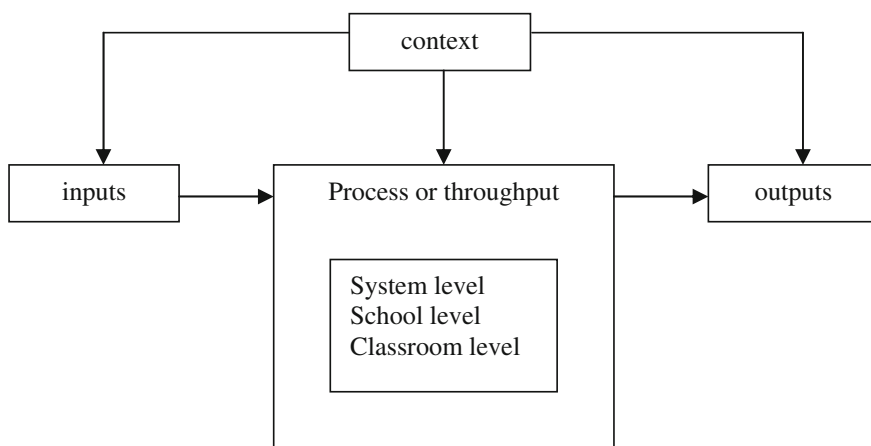 context
inputs
Process or throughput
outputs
System level
School level
Classroom level